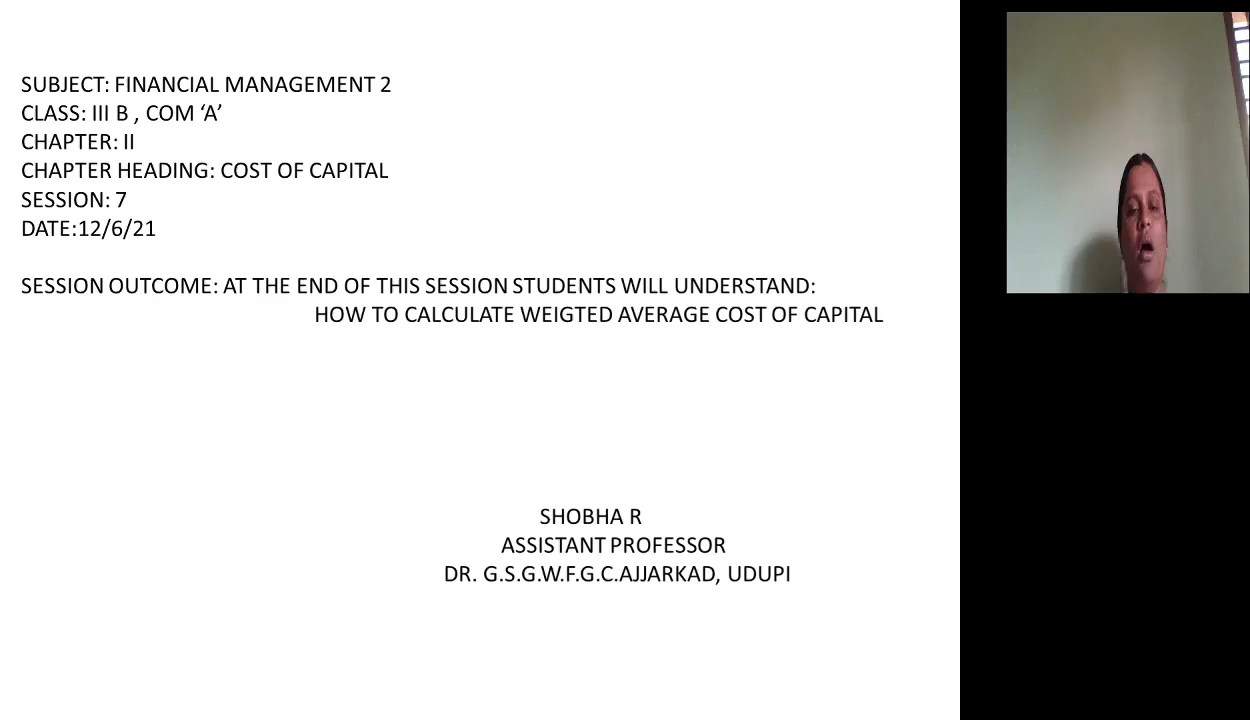 SUBJECT: FINANCIAL MANAGEMENT 2
CLASS: III B , COM ‘A’
CHAPTER: II
CHAPTER HEADING: COST OF CAPITAL
SESSION: 7
DATE:12/6/21
SESSION OUTCOME: AT THE END OF THIS SESSION STUDENTS WILL UNDERSTAND:
HOW TO CALCULATE WEIGTED AVERAGE COST OF CAPITAL
SHOBHA R
ASSISTANT PROFESSOR
DR. G.S.G.W.F.G.C.AJJARKAD, UDUPI